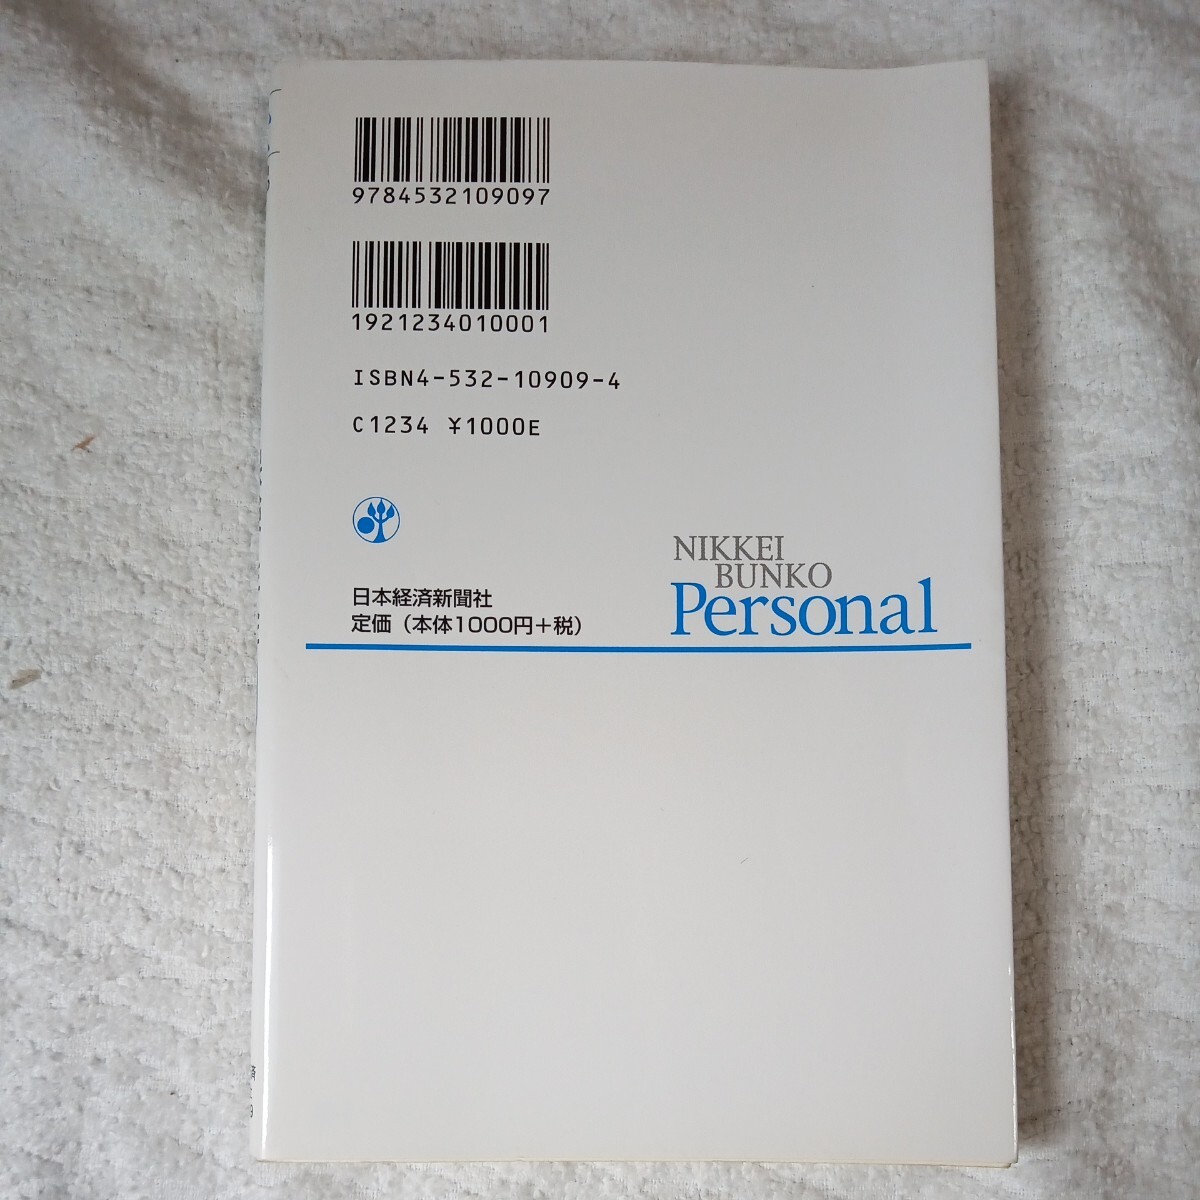 9784532109097
1921234010001
ISBN4-532-10909-4
C1234 ¥1000E
日本経済新聞社
定価（本体1000円+税）
NIKKEI
BUNKO
Personal